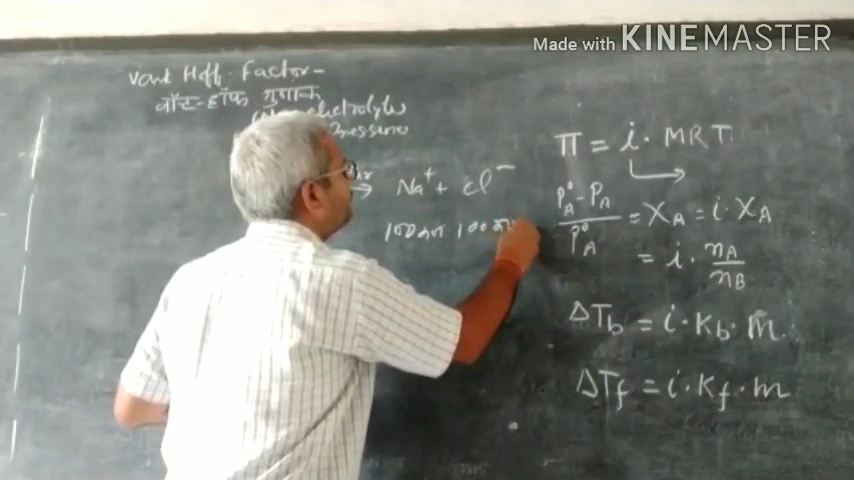 Made with KINEMASTER
Vant Hoff Factor-
वॉट-हॉफ गुणांक
→ Na⁺ + Cl⁻
100कण 100
π = i· MRT
P°A - PA / P°A = XA = i· XA
= i· nA / nB
ΔTb = i·Kb·m
ΔTf = i·Kf·m